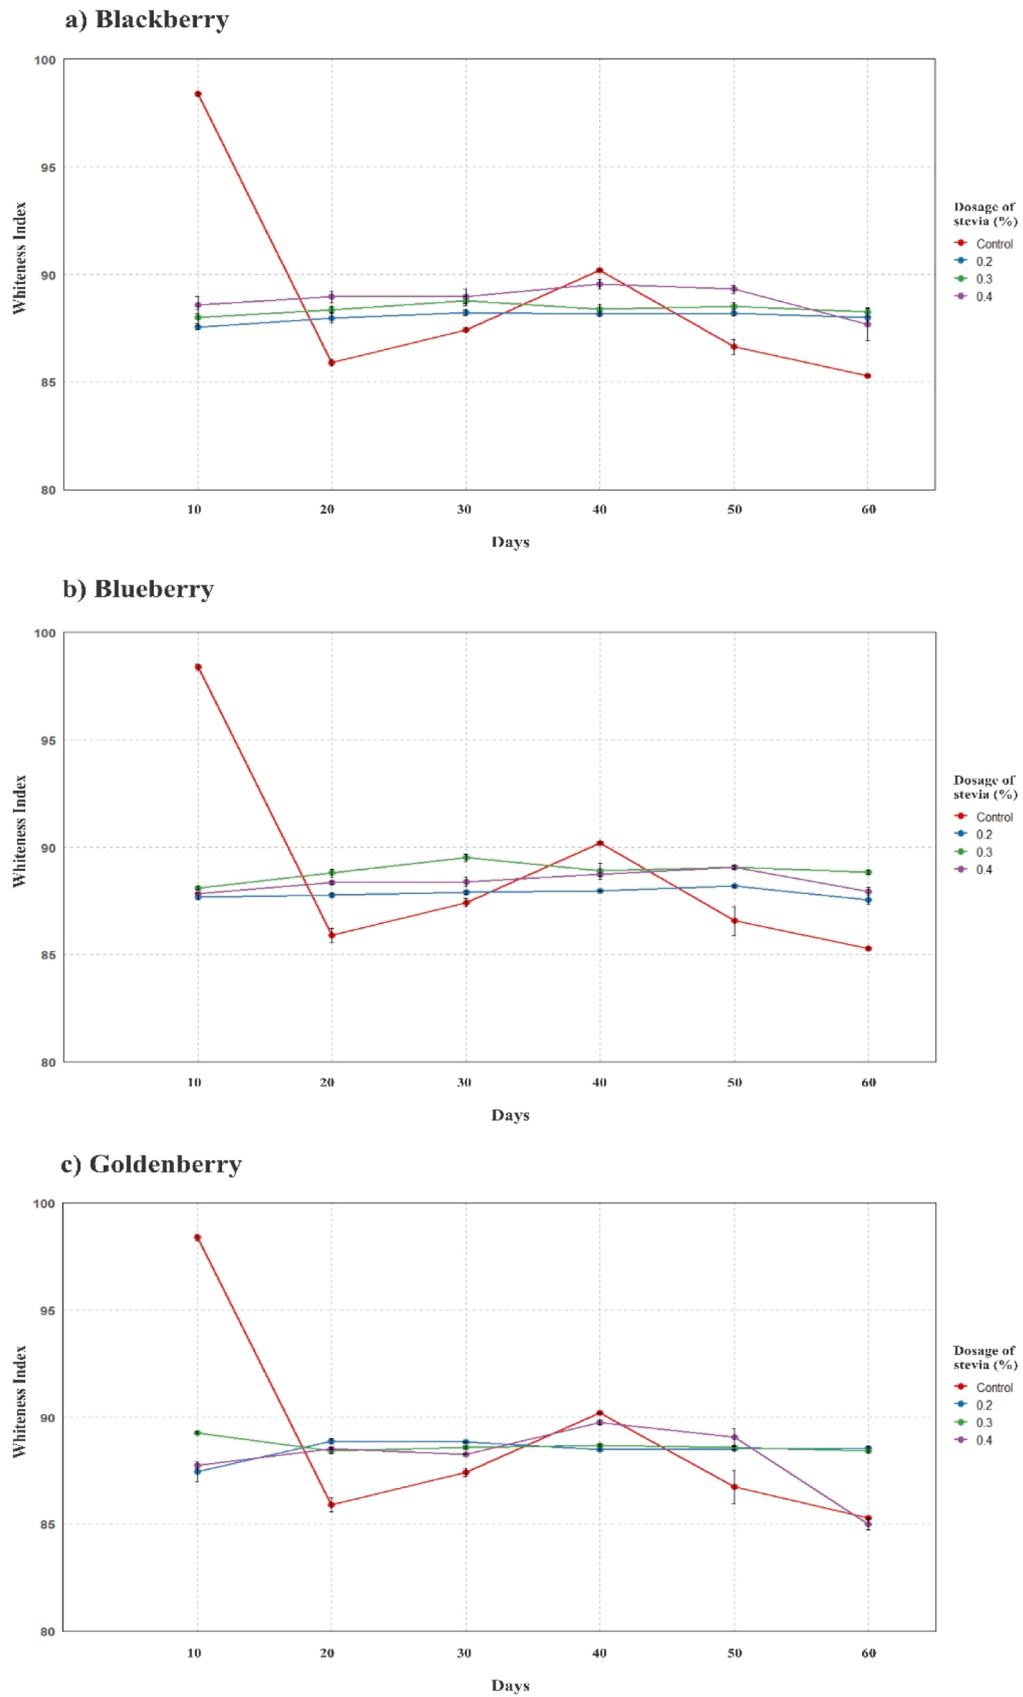 a) Blackberry
100
95
90
85
80
Whiteness Index
10 20 30 40 50 60
Days
Dosage of
stevia (%)
Control
0.2
0.3
0.4
b) Blueberry
100
95
90
85
80
Whiteness Index
10 20 30 40 50 60
Days
Dosage of
stevia (%)
Control
0.2
0.3
0.4
c) Goldenberry
100
95
90
85
80
Whiteness Index
10 20 30 40 50 60
Days
Dosage of
stevia (%)
Control
0.2
0.3
0.4